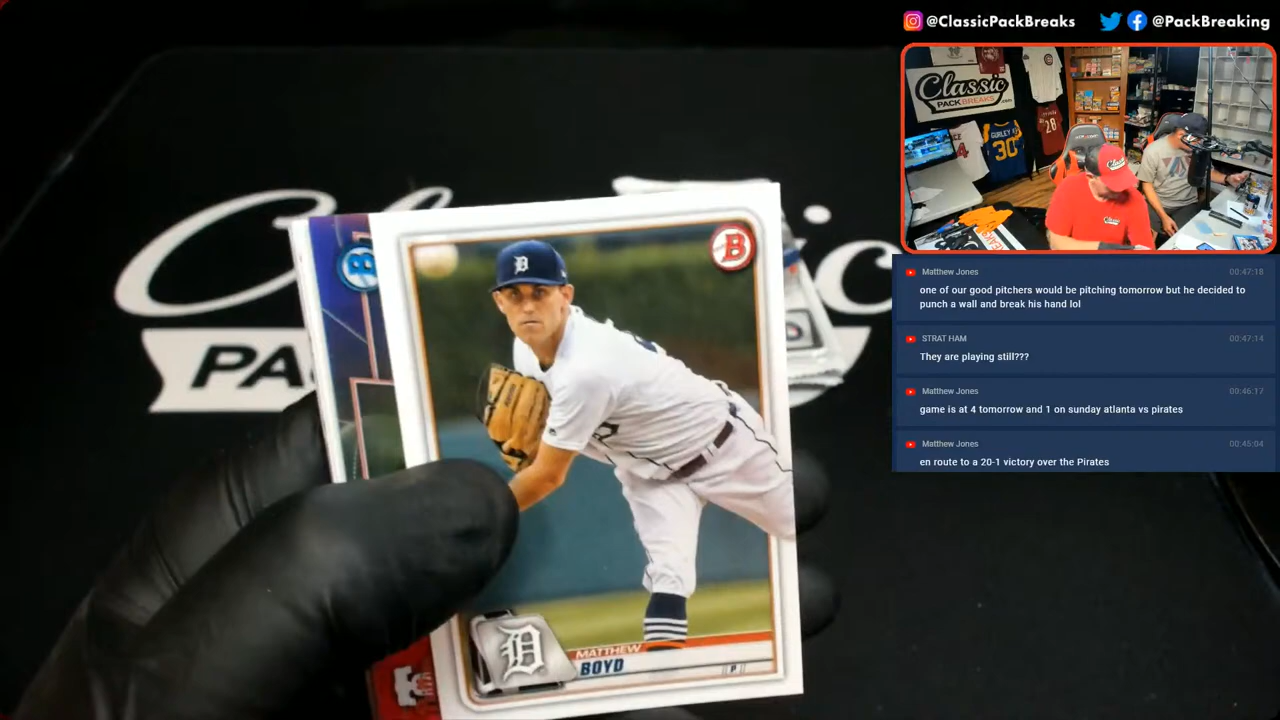 @ClassicPackBreaks @PackBreaking
Classic
PACKBREAKS.com
GURLEY
30
28
Matthew Jones 00:47:18
one of our good pitchers would be pitching tomorrow but he decided to
punch a wall and break his hand lol
STRAT HAM 00:47:14
They are playing still???
Matthew Jones 00:46:17
game is at 4 tomorrow and 1 on sunday atlanta vs pirates
Matthew Jones 00:45:04
en route to a 20-1 victory over the Pirates
PA
B
D
MATTHEW
BOYD
P